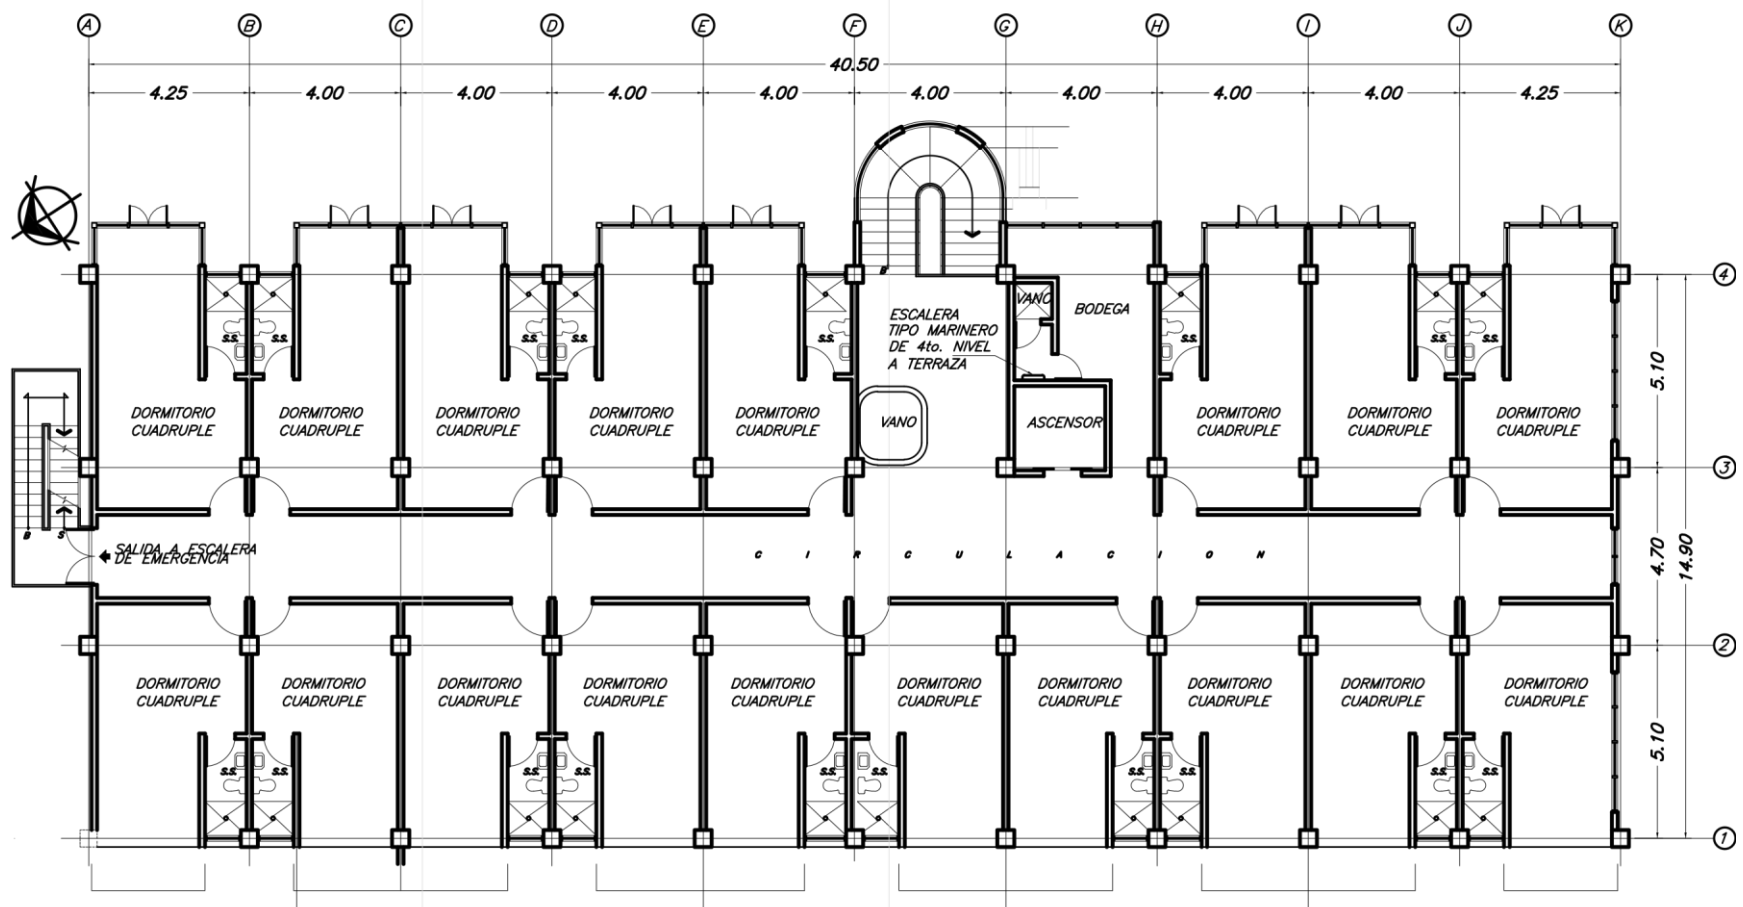 A B C D E F G H I J K
40.50
4.25 4.00 4.00 4.00 4.00 4.00 4.00 4.00 4.00 4.25
B
4
VANO
BODEGA
ESCALERA
TIPO MARINERO
DE 4to. NIVEL
A TERRAZA
S.S. S.S. S.S. S.S. S.S. S.S. S.S. S.S.
5.10
DORMITORIO
CUADRUPLE
DORMITORIO
CUADRUPLE
DORMITORIO
CUADRUPLE
DORMITORIO
CUADRUPLE
DORMITORIO
CUADRUPLE
VANO
ASCENSOR
DORMITORIO
CUADRUPLE
DORMITORIO
CUADRUPLE
DORMITORIO
CUADRUPLE
3
B S
SALIDA A ESCALERA
DE EMERGENCIA
C I R C U L A C I O N
4.70
14.90
2
DORMITORIO
CUADRUPLE
DORMITORIO
CUADRUPLE
DORMITORIO
CUADRUPLE
DORMITORIO
CUADRUPLE
DORMITORIO
CUADRUPLE
DORMITORIO
CUADRUPLE
DORMITORIO
CUADRUPLE
DORMITORIO
CUADRUPLE
DORMITORIO
CUADRUPLE
DORMITORIO
CUADRUPLE
5.10
S.S. S.S. S.S. S.S. S.S. S.S. S.S. S.S. S.S. S.S.
1